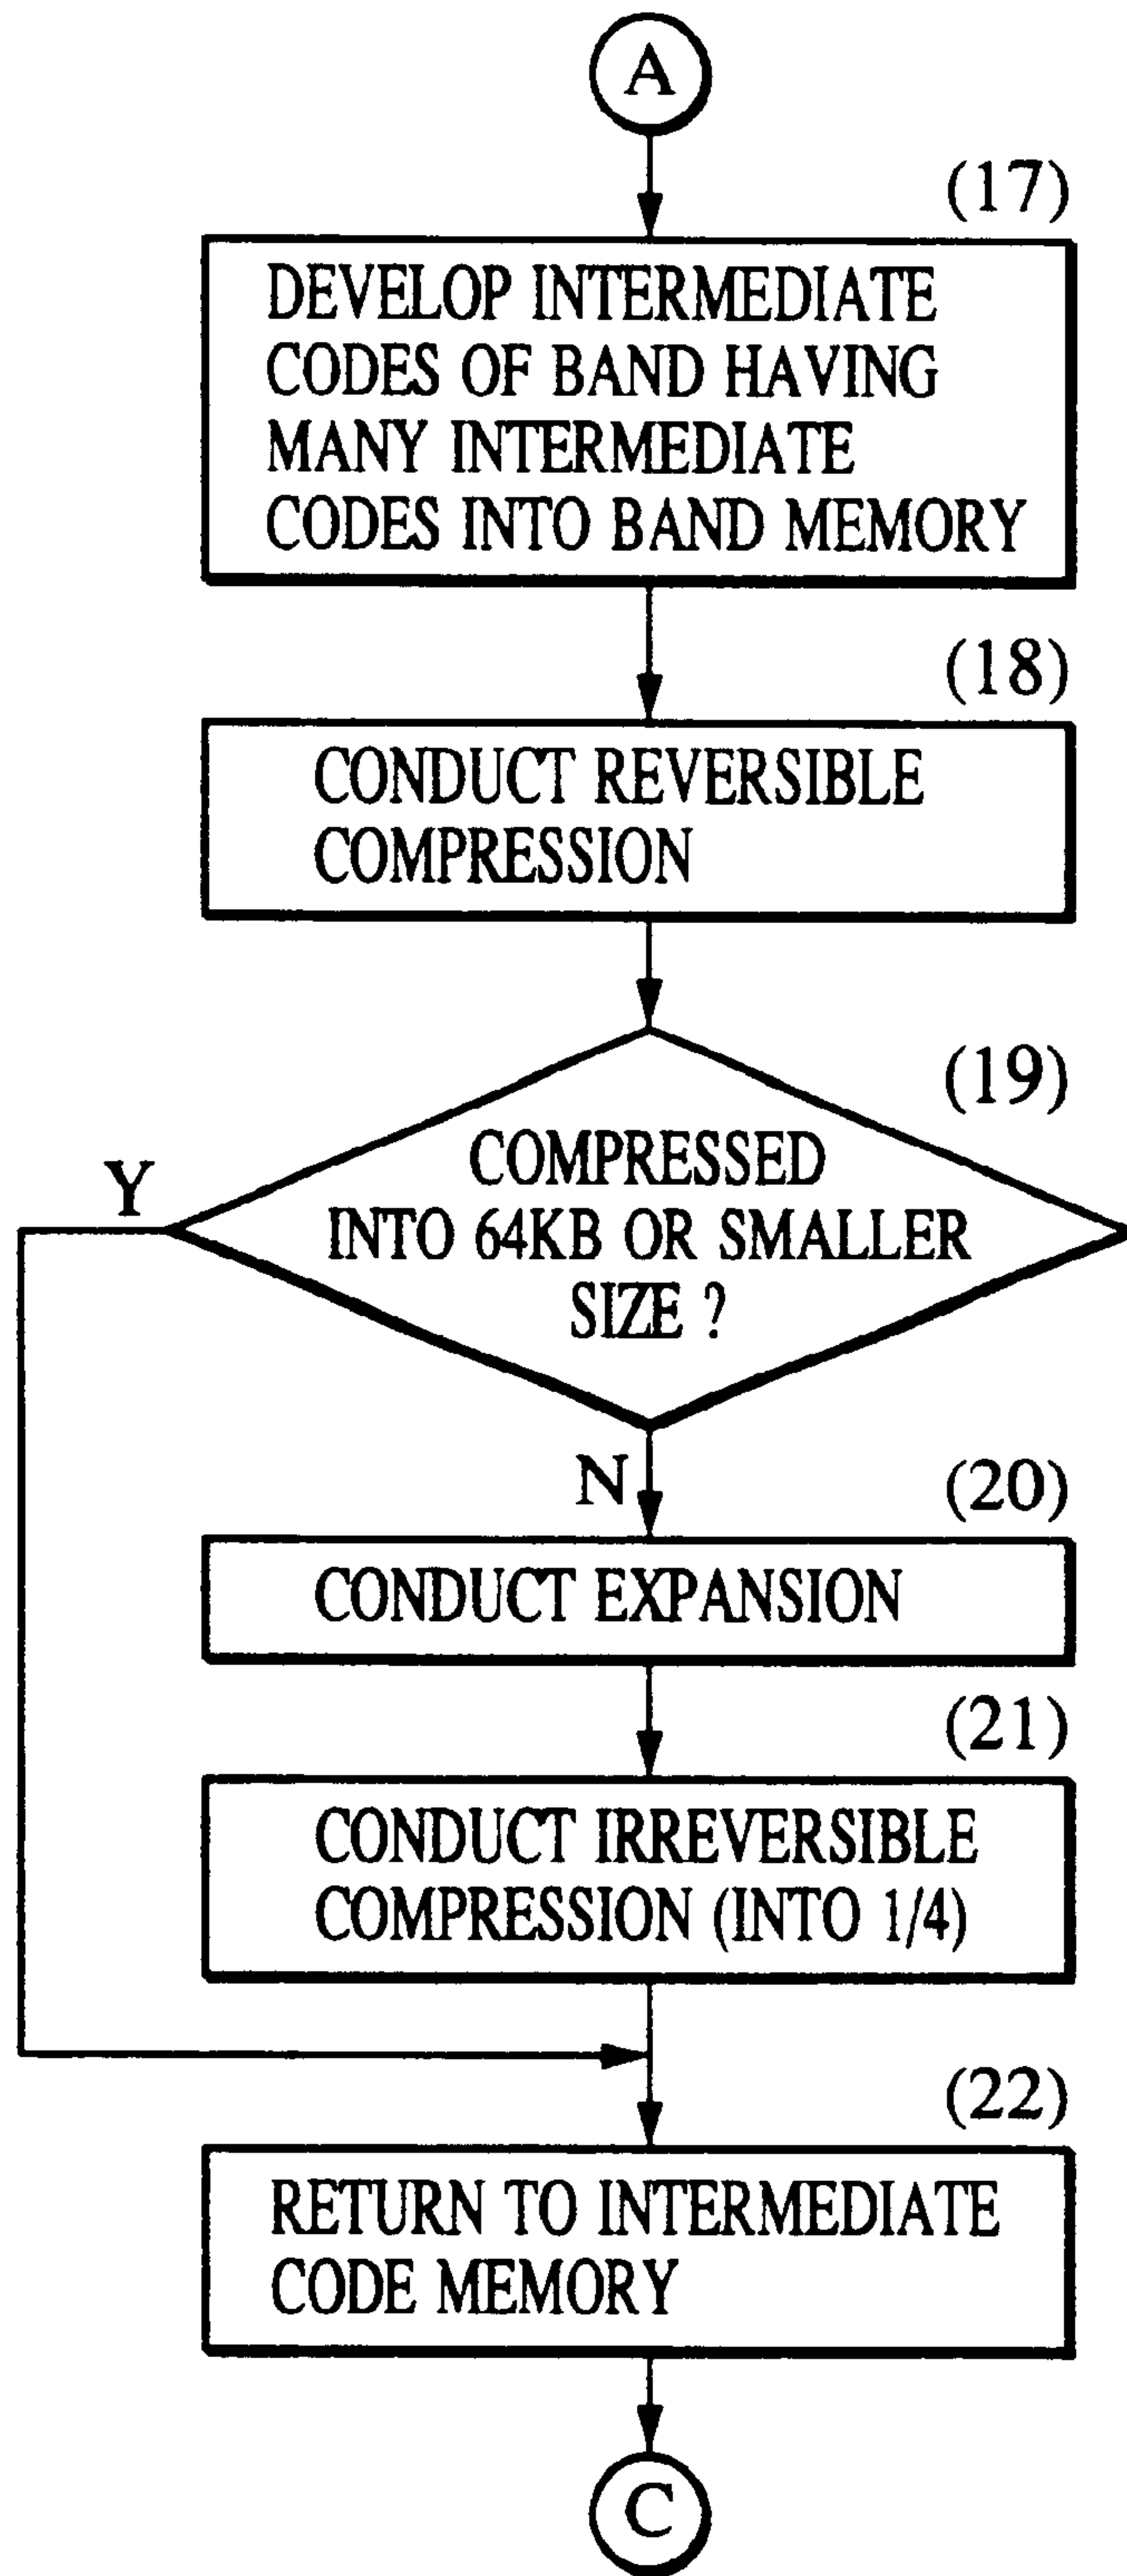 A
(17)
DEVELOP INTERMEDIATE
CODES OF BAND HAVING
MANY INTERMEDIATE
CODES INTO BAND MEMORY
(18)
CONDUCT REVERSIBLE
COMPRESSION
(19)
COMPRESSED
INTO 64KB OR SMALLER
SIZE ?
Y
N
(20)
CONDUCT EXPANSION
(21)
CONDUCT IRREVERSIBLE
COMPRESSION (INTO 1/4)
(22)
RETURN TO INTERMEDIATE
CODE MEMORY
C